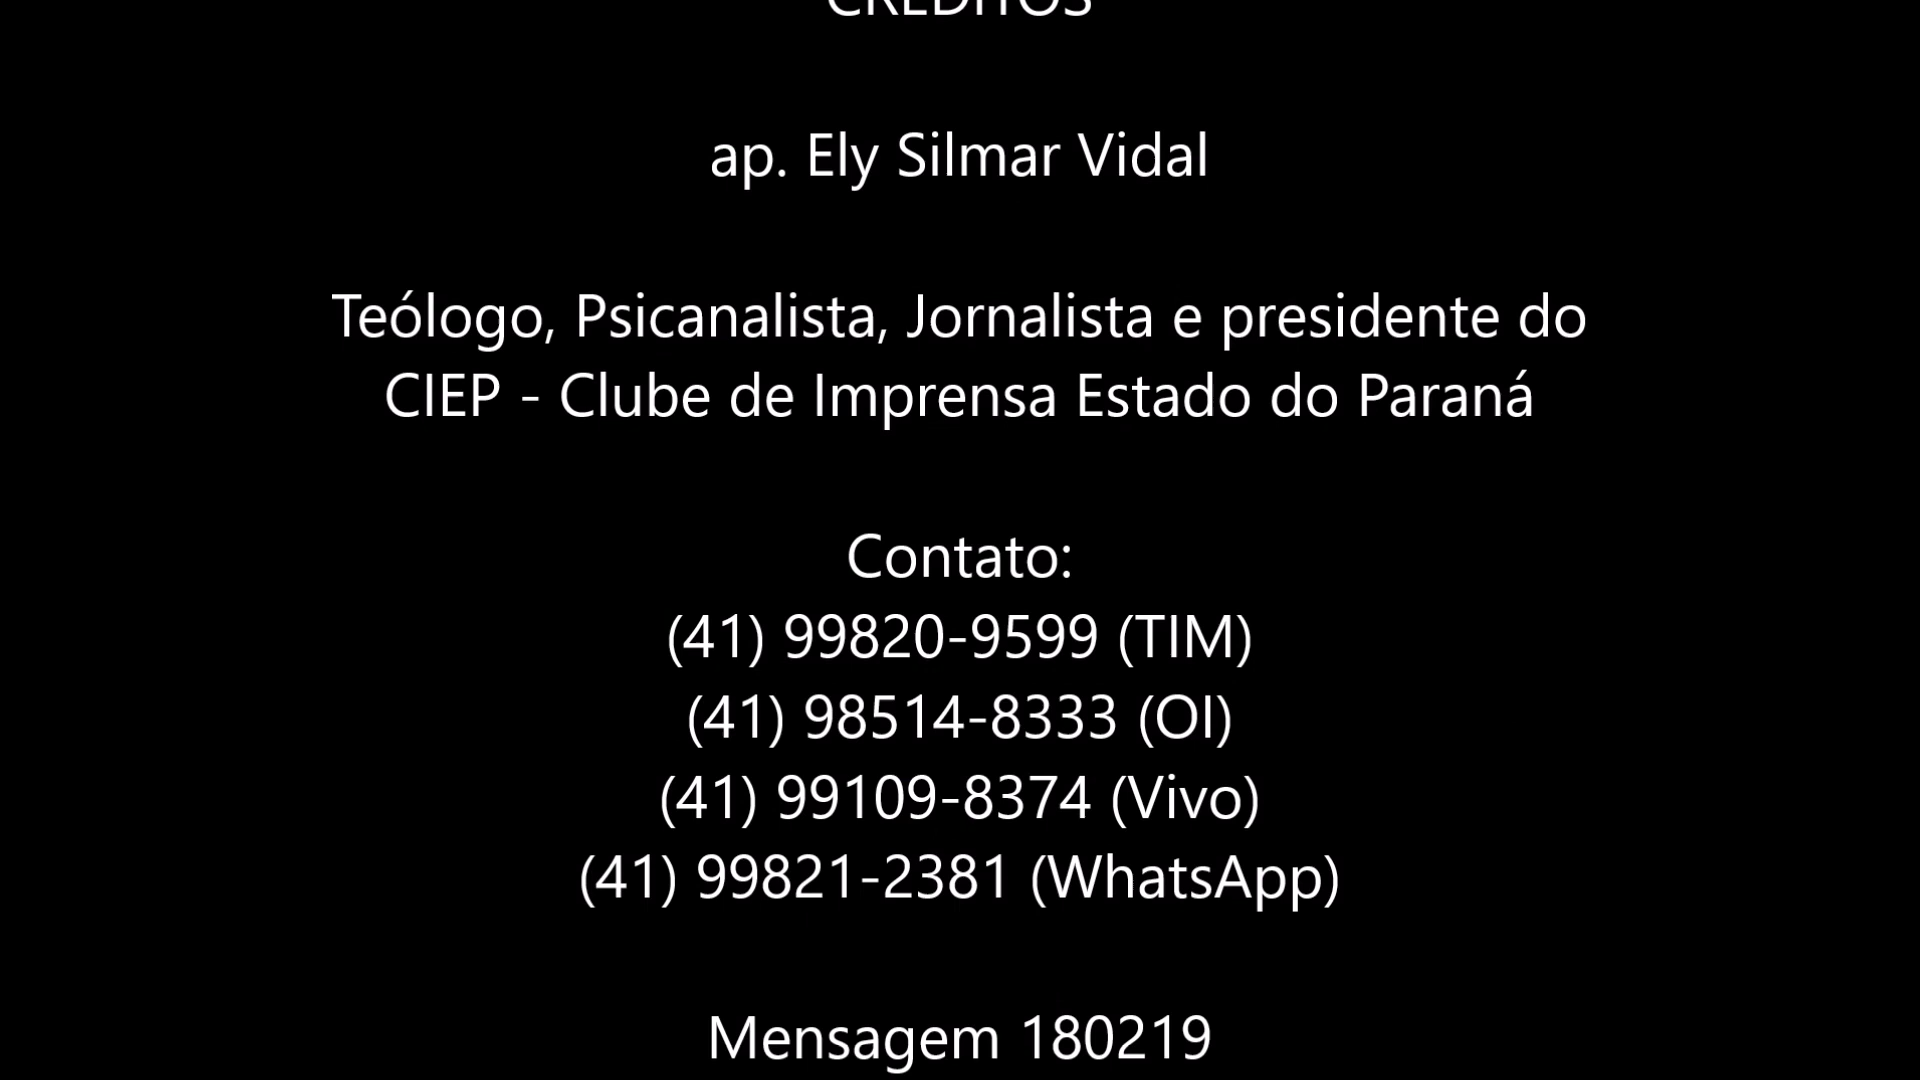 CRÉDITOS
ap. Ely Silmar Vidal
Teólogo, Psicanalista, Jornalista e presidente do
CIEP - Clube de Imprensa Estado do Paraná
Contato:
(41) 99820-9599 (TIM)
(41) 98514-8333 (OI)
(41) 99109-8374 (Vivo)
(41) 99821-2381 (WhatsApp)
Mensagem 180219